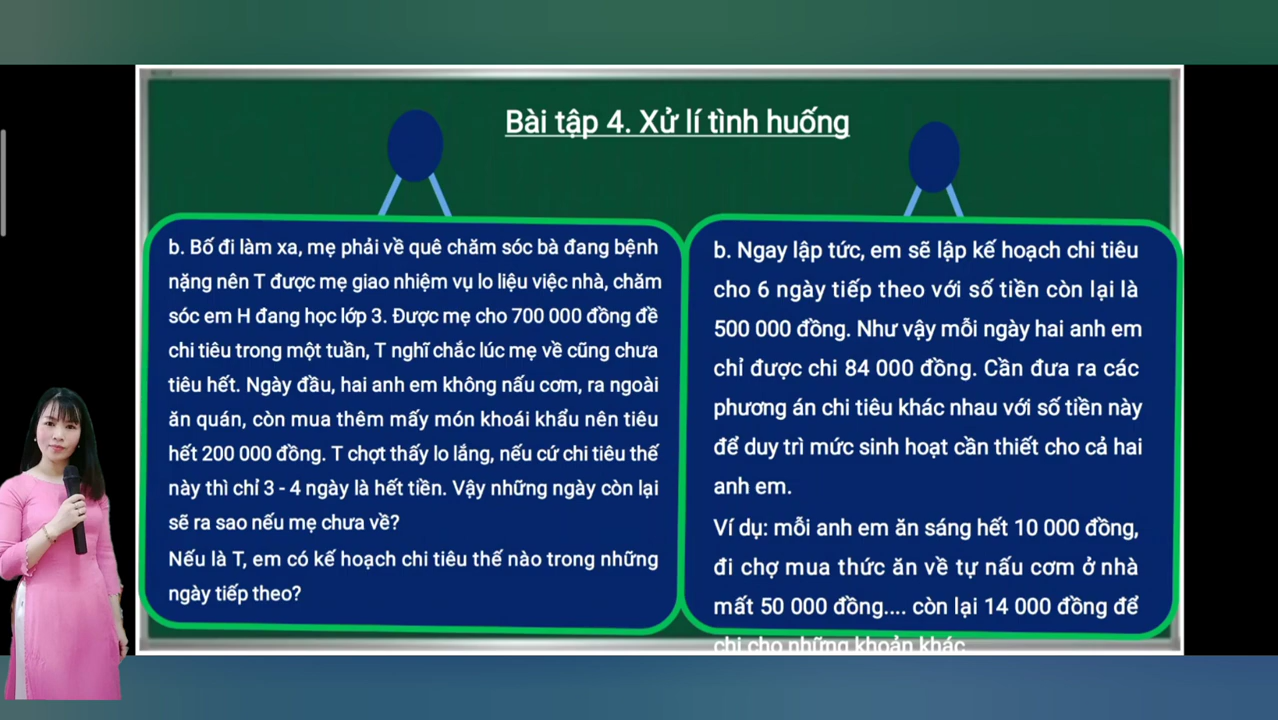 Bài tập 4. Xử lí tình huống
b. Bố đi làm xa, mẹ phải về quê chăm sóc bà đang bệnh
nặng nên T được mẹ giao nhiệm vụ lo liệu việc nhà, chăm
sóc em H đang học lớp 3. Được mẹ cho 700 000 đồng đề
chi tiêu trong một tuần, T nghĩ chắc lúc mẹ về cũng chưa
tiêu hết. Ngày đầu, hai anh em không nấu cơm, ra ngoài
ăn quán, còn mua thêm mấy món khoái khẩu nên tiêu
hết 200 000 đồng. T chợt thấy lo lắng, nếu cứ chi tiêu thế
này thì chỉ 3 - 4 ngày là hết tiền. Vậy những ngày còn lại
sẽ ra sao nếu mẹ chưa về?
Nếu là T, em có kế hoạch chi tiêu thế nào trong những
ngày tiếp theo?
b. Ngay lập tức, em sẽ lập kế hoạch chi tiêu
cho 6 ngày tiếp theo với số tiền còn lại là
500 000 đồng. Như vậy mỗi ngày hai anh em
chỉ được chi 84 000 đồng. Cần đưa ra các
phương án chi tiêu khác nhau với số tiền này
để duy trì mức sinh hoạt cần thiết cho cả hai
anh em.
Ví dụ: mỗi anh em ăn sáng hết 10 000 đồng,
đi chợ mua thức ăn về tự nấu cơm ở nhà
mất 50 000 đồng.... còn lại 14 000 đồng để
chi cho những khoản khác